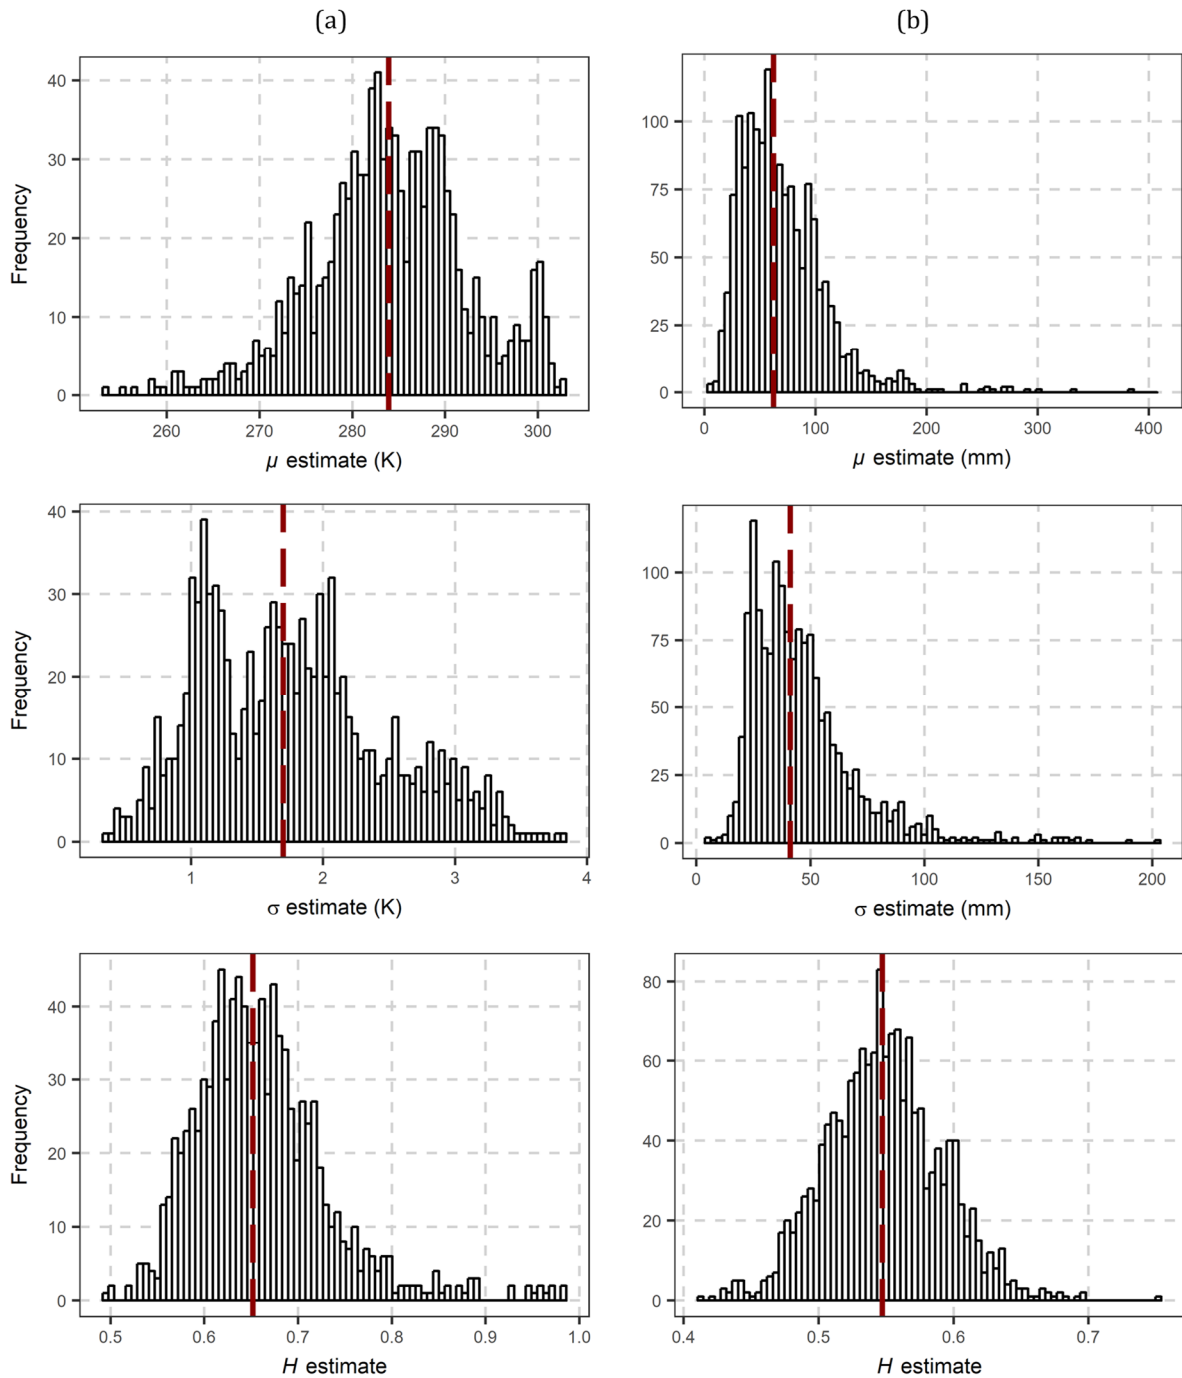 (a) (b)
40
30
20
10
0
Frequency
260 270 280 290 300
μ estimate (K)
100
75
50
25
0
0 100 200 300 400
μ estimate (mm)
40
30
20
10
0
Frequency
1 2 3 4
σ estimate (K)
100
75
50
25
0
0 50 100 150 200
σ estimate (mm)
40
30
20
10
0
Frequency
0.5 0.6 0.7 0.8 0.9 1.0
H estimate
80
60
40
20
0
0.4 0.5 0.6 0.7
H estimate